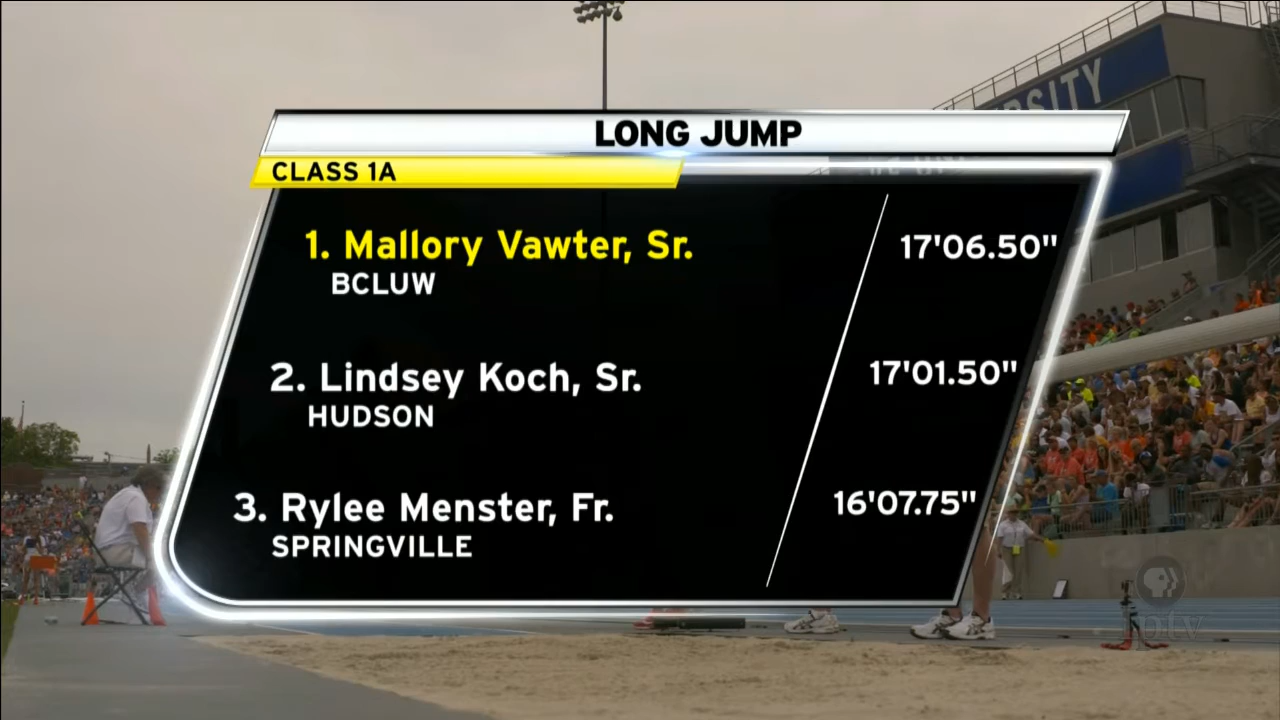 LONG JUMP
CLASS 1A
1. Mallory Vawter, Sr.
17'06.50"
BCLUW
2. Lindsey Koch, Sr.
17'01.50"
HUDSON
3. Rylee Menster, Fr.
16'07.75"
SPRINGVILLE
iptv